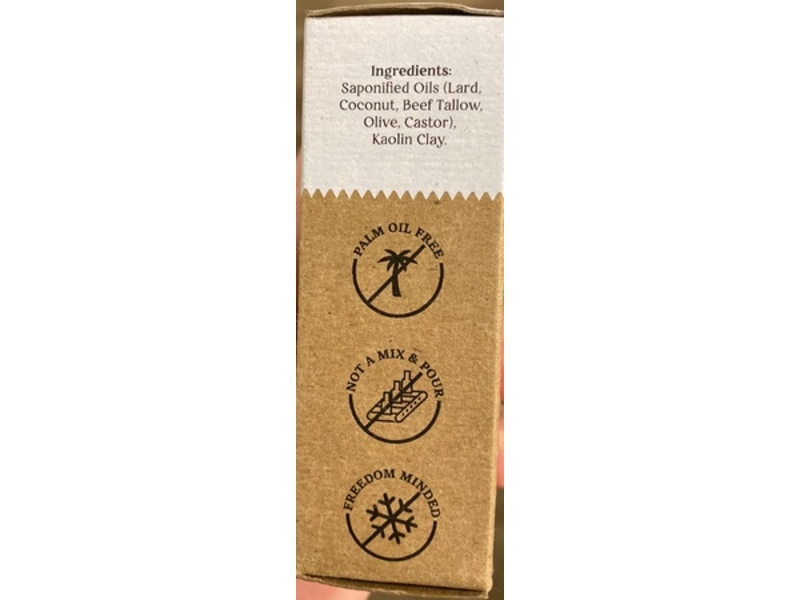 Ingredients:
Saponified Oils (Lard,
Coconut, Beef Tallow,
Olive, Castor),
Kaolin Clay.
PALM OIL FREE
NOT A MIX & POUR
FREEDOM MINDED